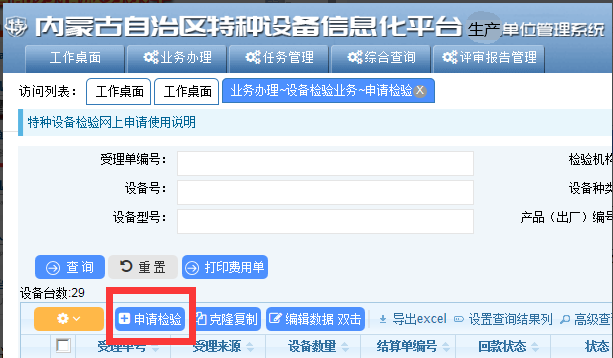 特 内蒙古自治区特种设备信息化平台 生产 单位管理系统
工作桌面 业务办理 任务管理 综合查询 评审报告管理
访问列表： 工作桌面 工作桌面 业务办理~设备检验业务~申请检验 X
特种设备检验网上申请使用说明
受理单编号： 检验机构
设备号： 设备种类
设备型号： 产品（出厂）编号
查 询 重 置 打印费用单
设备台数:29
申请检验 克隆复制 编辑数据 双击 导出excel 设置查询结果列 高级查
受理单号 受理来源 设备数量 结算单编号 回款状态 状态